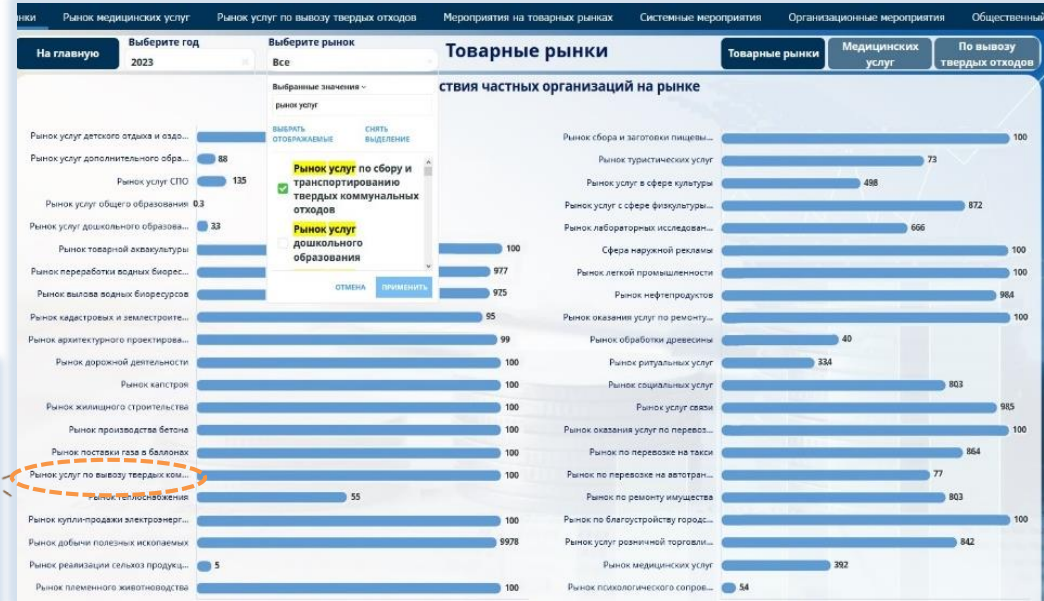 нки Рынок медицинских услуг Рынок услуг по вывозу твердых отходов Мероприятия на товарных рынках Системные мероприятия Организационные мероприятия Общественный
На главную
Выберите год
2023
Выберите рынок
Все
Товарные рынки
Товарные рынки
Медицинских услуг
По вывозу твердых отходов
ствия частных организаций на рынке
Выбранные значения
рынок услуг
ВЫБРАТЬ ОТОБРАЖАЕМЫЕ
СНЯТЬ ВЫДЕЛЕНИЕ
Рынок услуг по сбору и
транспортированию
твердых коммунальных
отходов
Рынок услуг
дошкольного
образования
ОТМЕНА ПРИМЕНИТЬ
Рынок услуг детского отдыха и оздо...
Рынок услуг дополнительного обра... 88
Рынок услуг СПО 135
Рынок услуг общего образования 0.3
Рынок услуг дошкольного образова... 33
Рынок товарной аквакультуры 100
Рынок переработки водных биорес... 977
Рынок вылова водных биоресурсов 975
Рынок кадастровых и землестроите... 95
Рынок архитектурного проектирова... 99
Рынок дорожной деятельности 100
Рынок капстроя 100
Рынок жилищного строительства 100
Рынок производства бетона 100
Рынок поставки газа в баллонах 100
Рынок услуг по вывозу твердых ком... 100
Рынок теплоснабжения 55
Рынок купли-продажи электроэнерг... 100
Рынок добычи полезных ископаемых 9978
Рынок реализации сельхоз продукц... 5
Рынок племенного животноводства 100
Рынок сбора и заготовки пищевы... 100
Рынок туристических услуг 73
Рынок услуг в сфере культуры 498
Рынок услуг с сфере физкультуры... 872
Рынок лабораторных исследован... 666
Сфера наружной рекламы 100
Рынок легкой промышленности 100
Рынок нефтепродуктов 984
Рынок оказания услуг по ремонту... 100
Рынок обработки древесины 40
Рынок ритуальных услуг 334
Рынок социальных услуг 803
Рынок услуг связи 985
Рынок оказания услуг по перевоз... 100
Рынок по перевозке на такси 864
Рынок по перевозке на автотран... 77
Рынок по ремонту имущества 803
Рынок по благоустройству городс... 100
Рынок услуг розничной торговли... 842
Рынок медицинских услуг 392
Рынок психологического сопров... 54